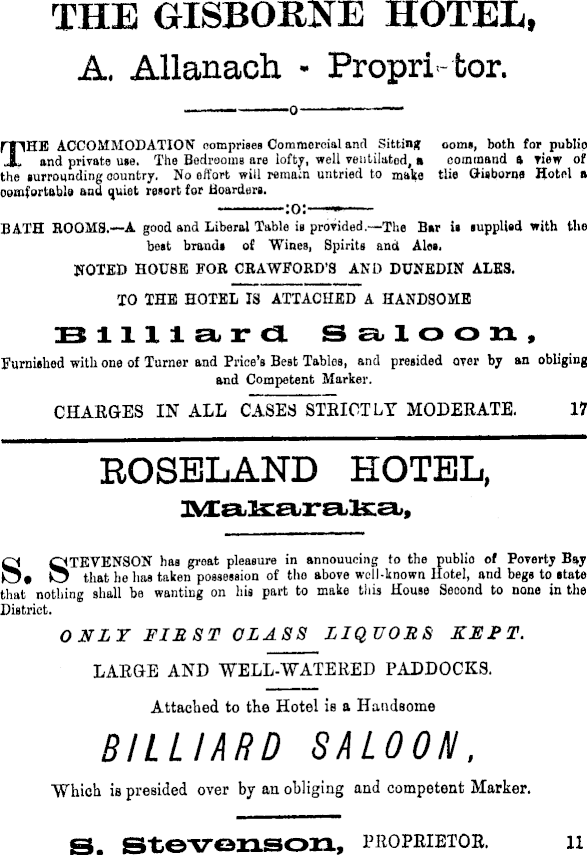 THE GISBORNE HOTEL,
A. Allanach - Propri-tor.
THE ACCOMMODATION comprises Commercial and Sitting ooms, both for public
and private use. The Bedrooms are lofty, well ventilated, a command a view of
the surrounding country. No effort will remain untried to make the Gisborne Hotel a
comfortable and quiet resort for Boarders.
:O:
BATH ROOMS.—A good and Liberal Table is provided.—The Bar is supplied with the
best brands of Wines, Spirits and Ales.
NOTED HOUSE FOR CRAWFORD'S AND DUNEDIN ALES.
TO THE HOTEL IS ATTACHED A HANDSOME
Billiard Saloon,
Furnished with one of Turner and Price's Best Tables, and presided over by an obliging
and Competent Marker.
CHARGES IN ALL CASES STRICTLY MODERATE. 17
ROSELAND HOTEL,
Makaraka,
S. STEVENSON has great pleasure in annouucing to the public of Poverty Bay
that he has taken possession of the above well-known Hotel, and begs to state
that nothing shall be wanting on his part to make this House Second to none in the
District.
ONLY FIRST CLASS LIQUORS KEPT.
LARGE AND WELL-WATERED PADDOCKS.
Attached to the Hotel is a Handsome
BILLIARD SALOON,
Which is presided over by an obliging and competent Marker.
S. Stevenson, PROPRIETOR. 11